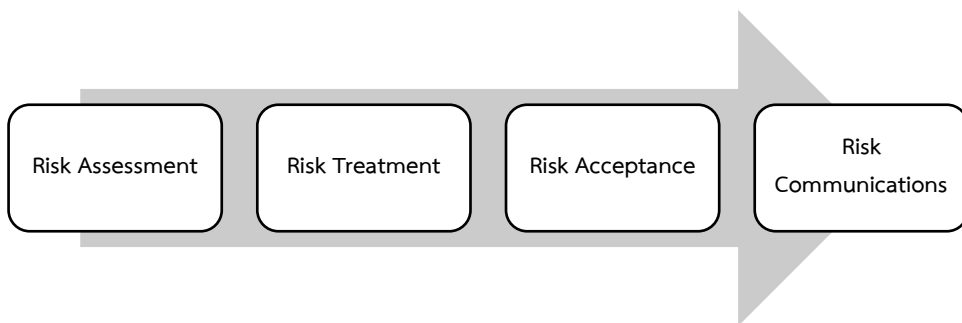 Risk Assessment
Risk Treatment
Risk Acceptance
Risk
Communications